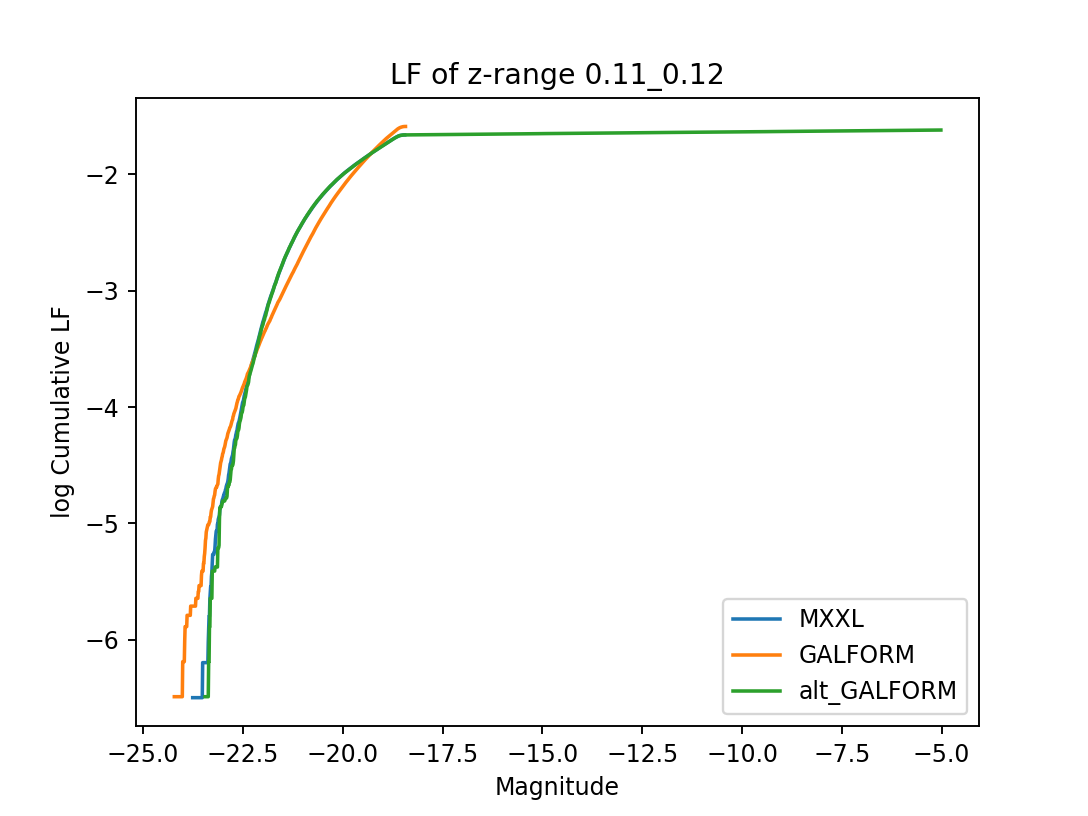 LF of z-range 0.11_0.12
log Cumulative LF
−2
−3
−4
−5
−6
MXXL
GALFORM
alt_GALFORM
−25.0 −22.5 −20.0 −17.5 −15.0 −12.5 −10.0 −7.5 −5.0
Magnitude